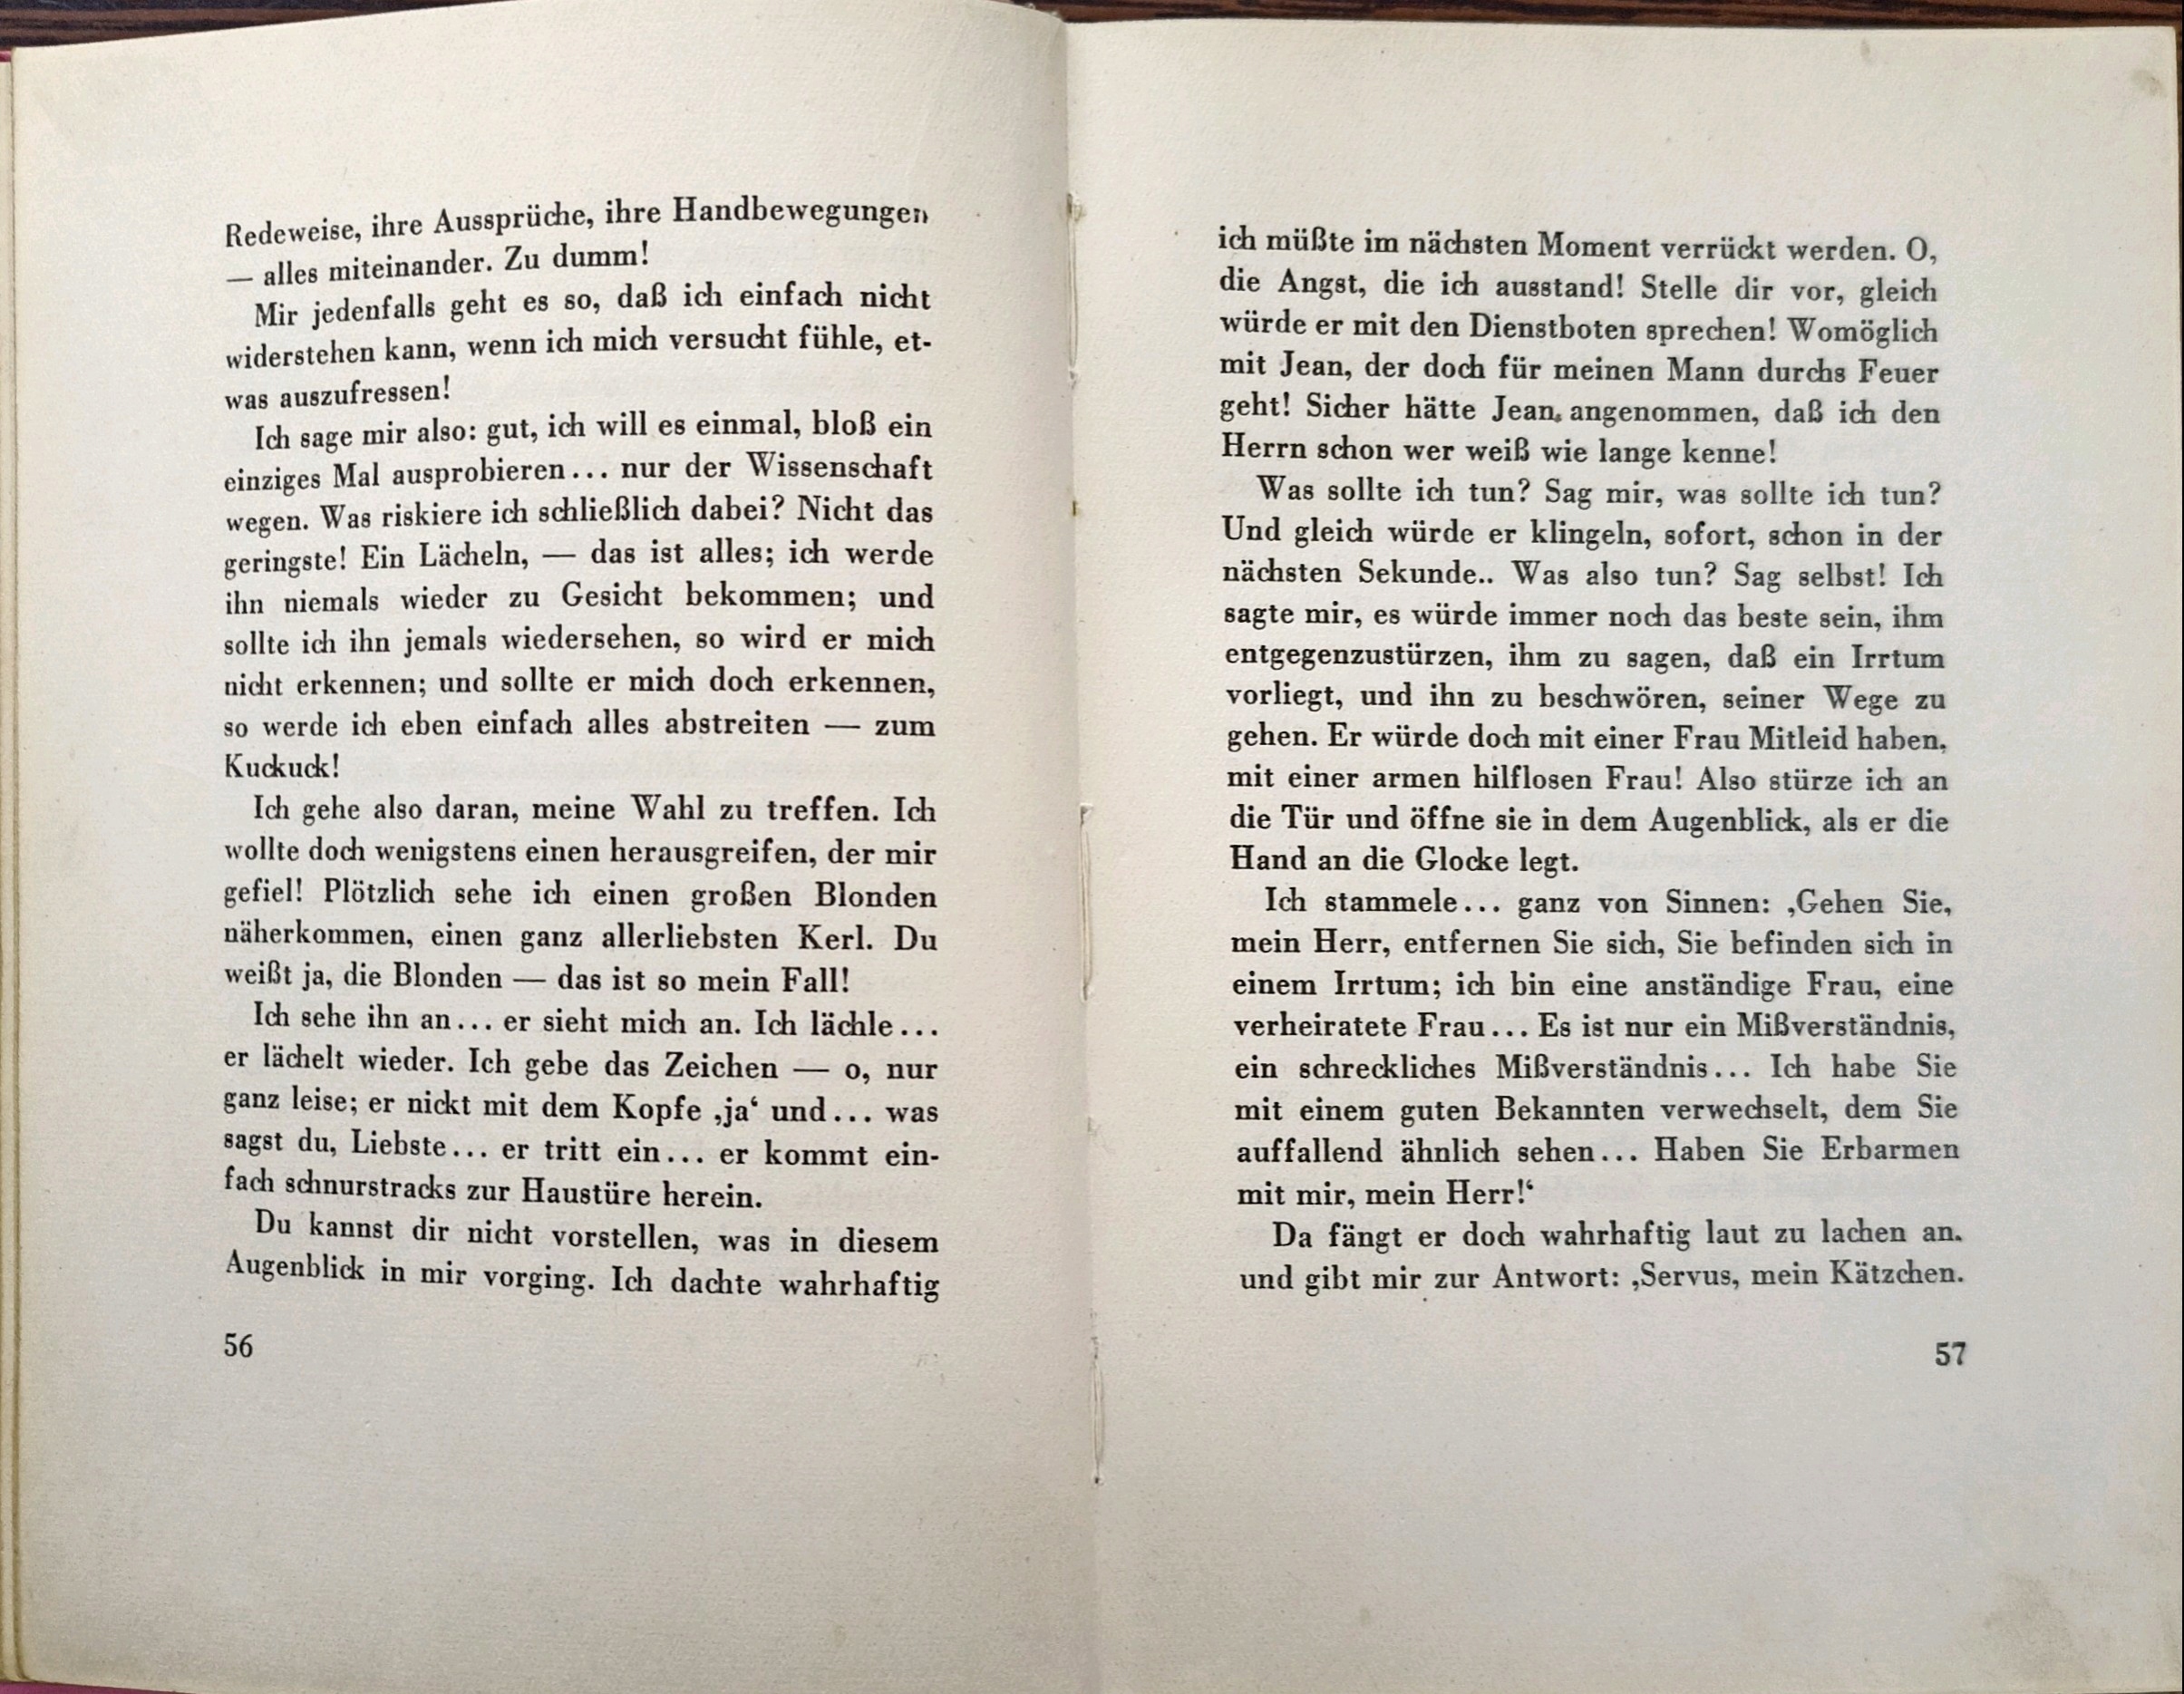 Redeweise, ihre Aussprüche, ihre Handbewegungen
— alles miteinander. Zu dumm!
Mir jedenfalls geht es so, daß ich einfach nicht
widerstehen kann, wenn ich mich versucht fühle, et-
was auszufressen!
Ich sage mir also: gut, ich will es einmal, bloß ein
einziges Mal ausprobieren... nur der Wissenschaft
wegen. Was riskiere ich schließlich dabei? Nicht das
geringste! Ein Lächeln, — das ist alles; ich werde
ihn niemals wieder zu Gesicht bekommen; und
sollte ich ihn jemals wiedersehen, so wird er mich
nicht erkennen; und sollte er mich doch erkennen,
so werde ich eben einfach alles abstreiten — zum
Kuckuck!
Ich gehe also daran, meine Wahl zu treffen. Ich
wollte doch wenigstens einen herausgreifen, der mir
gefiel! Plötzlich sehe ich einen großen Blonden
näherkommen, einen ganz allerliebsten Kerl. Du
weißt ja, die Blonden — das ist so mein Fall!
Ich sehe ihn an... er sieht mich an. Ich lächle...
er lächelt wieder. Ich gebe das Zeichen — o, nur
ganz leise; er nickt mit dem Kopfe ‚ja‘ und... was
sagst du, Liebste... er tritt ein... er kommt ein-
fach schnurstracks zur Haustüre herein.
Du kannst dir nicht vorstellen, was in diesem
Augenblick in mir vorging. Ich dachte wahrhaftig
56
ich müßte im nächsten Moment verrückt werden. O,
die Angst, die ich ausstand! Stelle dir vor, gleich
würde er mit den Dienstboten sprechen! Womöglich
mit Jean, der doch für meinen Mann durchs Feuer
geht! Sicher hätte Jean. angenommen, daß ich den
Herrn schon wer weiß wie lange kenne!
Was sollte ich tun? Sag mir, was sollte ich tun?
Und gleich würde er klingeln, sofort, schon in der
nächsten Sekunde.. Was also tun? Sag selbst! Ich
sagte mir, es würde immer noch das beste sein, ihm
entgegenzustürzen, ihm zu sagen, daß ein Irrtum
vorliegt, und ihn zu beschwören, seiner Wege zu
gehen. Er würde doch mit einer Frau Mitleid haben,
mit einer armen hilflosen Frau! Also stürze ich an
die Tür und öffne sie in dem Augenblick, als er die
Hand an die Glocke legt.
Ich stammele... ganz von Sinnen: ‚Gehen Sie,
mein Herr, entfernen Sie sich, Sie befinden sich in
einem Irrtum; ich bin eine anständige Frau, eine
verheiratete Frau... Es ist nur ein Mißverständnis,
ein schreckliches Mißverständnis... Ich habe Sie
mit einem guten Bekannten verwechselt, dem Sie
auffallend ähnlich sehen... Haben Sie Erbarmen
mit mir, mein Herr!‘
Da fängt er doch wahrhaftig laut zu lachen an.
und gibt mir zur Antwort: ‚Servus, mein Kätzchen.
57